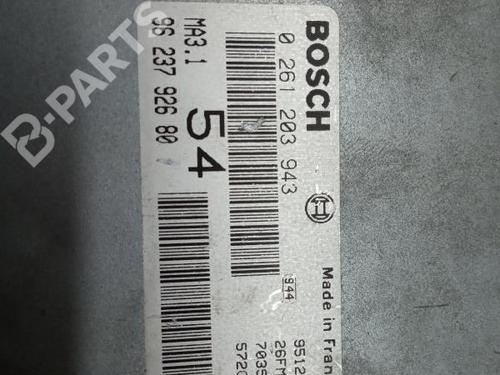 BOSCH
0 261 203 943
MA3.1
54
96 237 926 80
944
Made in Fran
9512
26FM
7035
B-PARTS